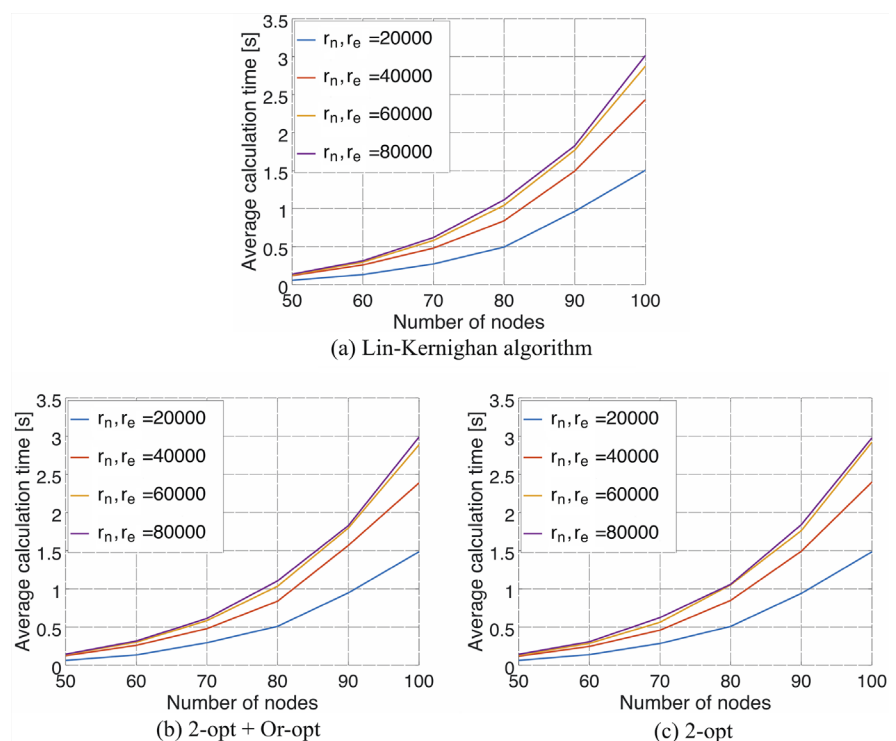 3.5
3
2.5
2
1.5
1
0.5
0
Average calculation time [s]
rn,re =20000
rn,re =40000
rn,re =60000
rn,re =80000
50 60 70 80 90 100
Number of nodes
(a) Lin-Kernighan algorithm
3.5
3
2.5
2
1.5
1
0.5
0
Average calculation time [s]
rn,re =20000
rn,re =40000
rn,re =60000
rn,re =80000
50 60 70 80 90 100
Number of nodes
(b) 2-opt + Or-opt
3.5
3
2.5
2
1.5
1
0.5
0
Average calculation time [s]
rn,re =20000
rn,re =40000
rn,re =60000
rn,re =80000
50 60 70 80 90 100
Number of nodes
(c) 2-opt